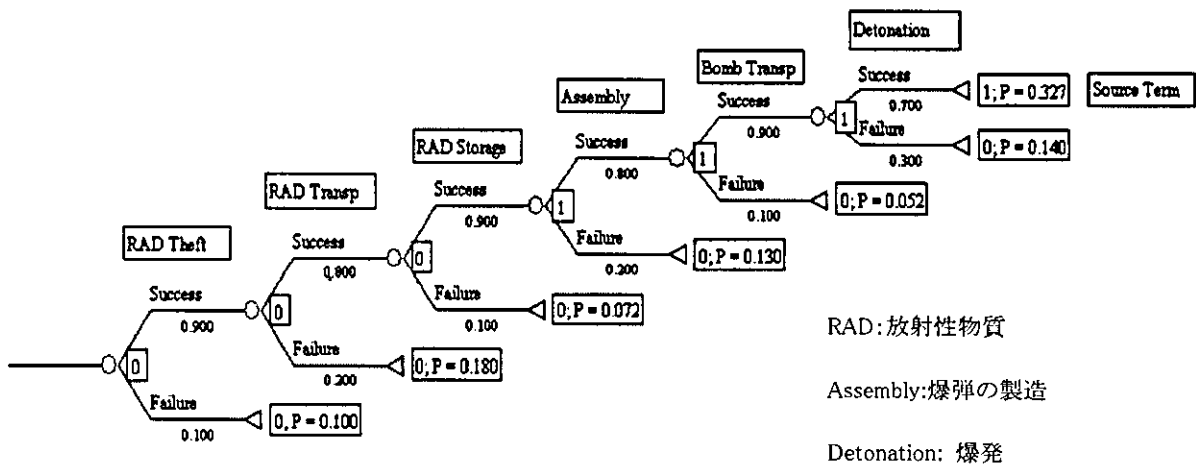 Detonation
Success
0.700
1; P = 0.327
Source Term
Failure
0.300
0; P = 0.140
Bomb Transp
Success
0.900
1
Failure
0.100
0; P = 0.052
Assembly
Success
0.800
1
Failure
0.200
0; P = 0.130
RAD Storage
Success
0.900
1
Failure
0.100
0; P = 0.072
RAD Transp
Success
0.800
0
Failure
0.200
0; P = 0.180
RAD Theft
Success
0.900
0
Failure
0.100
0, P = 0.100
0
RAD:放射性物質
Assembly:爆弾の製造
Detonation: 爆発